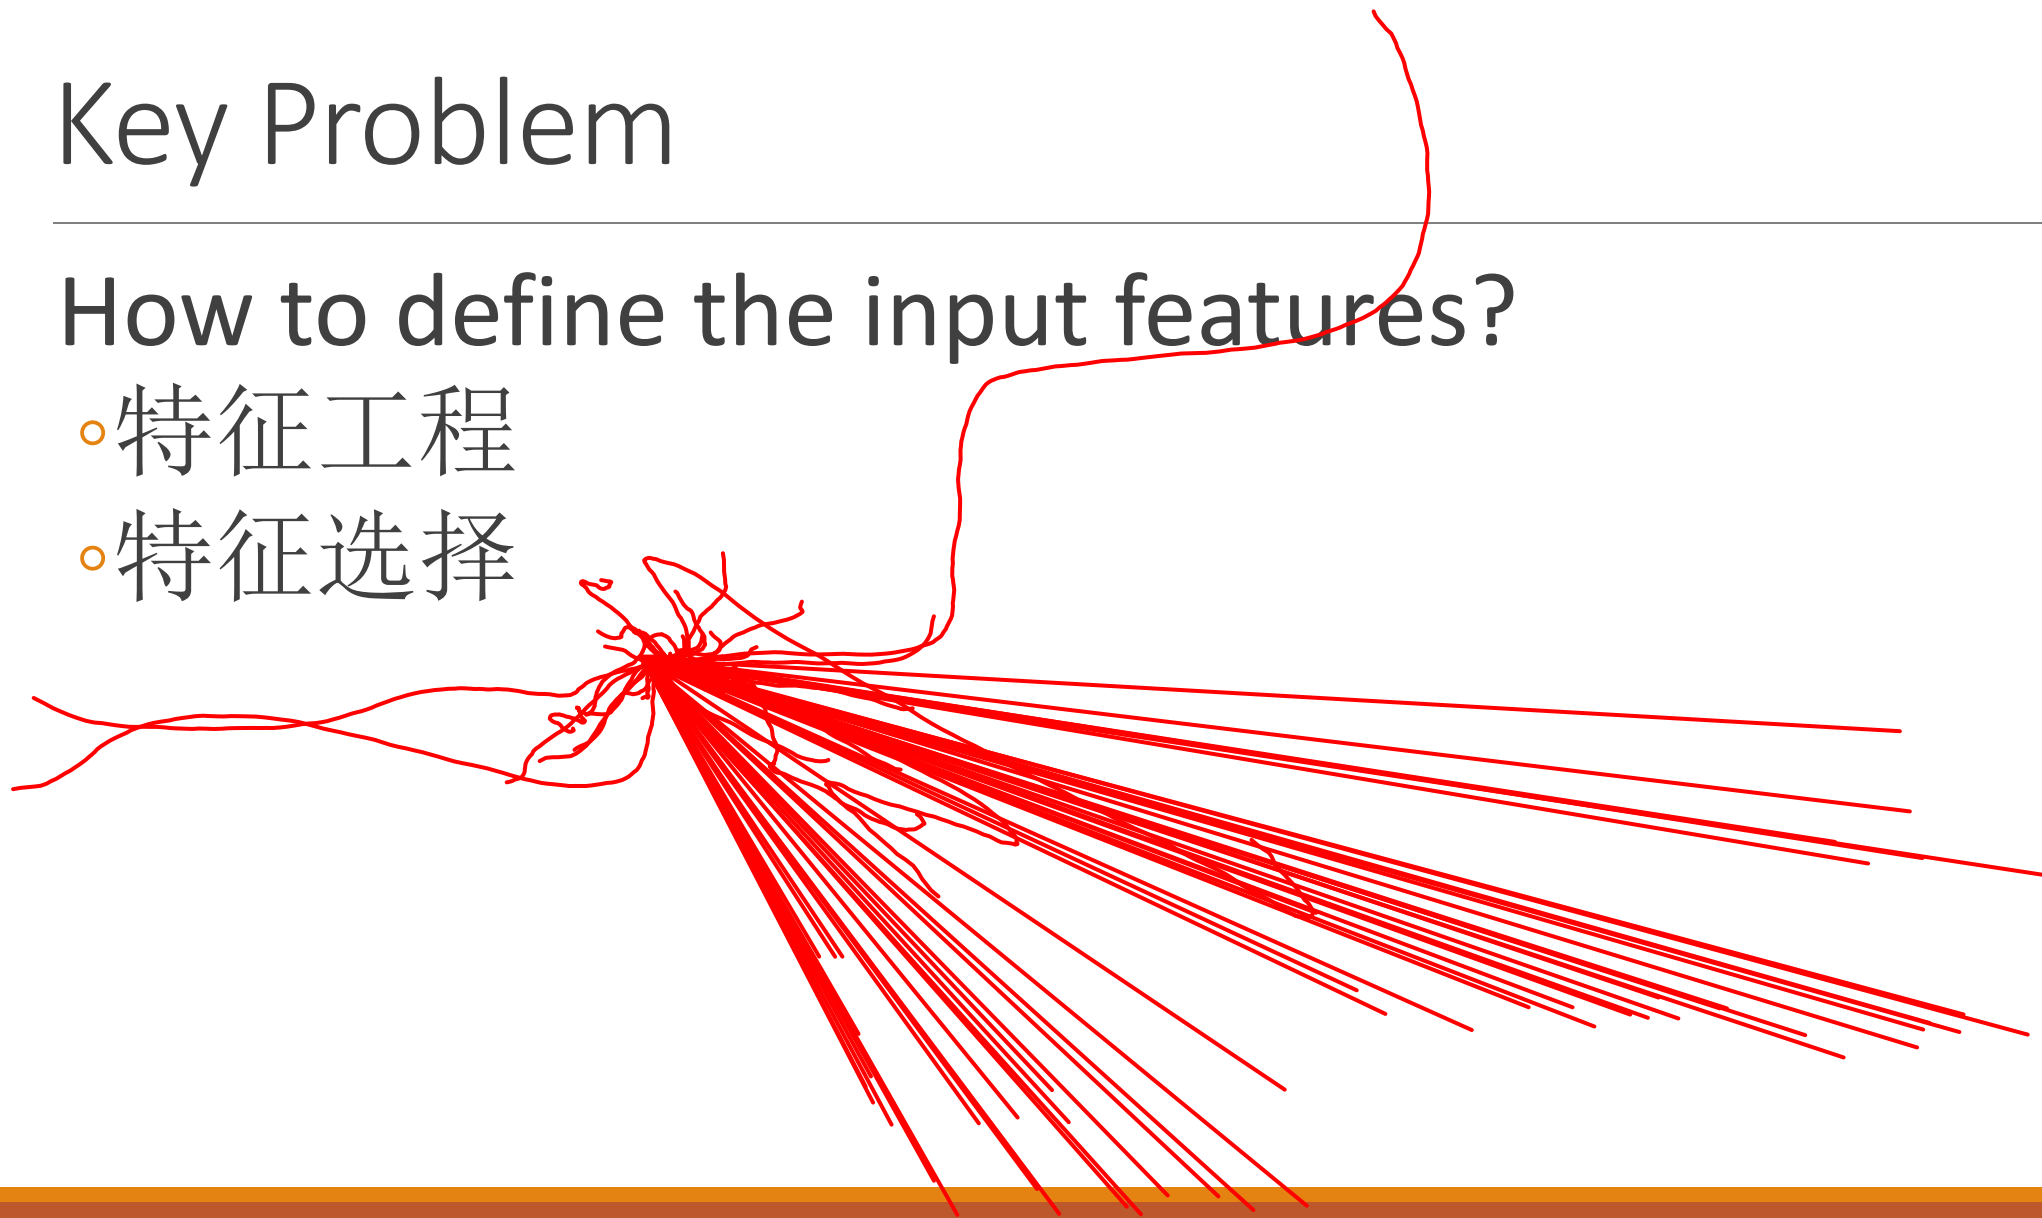 Key Problem
How to define the input features?
◦特征工程
◦特征选择